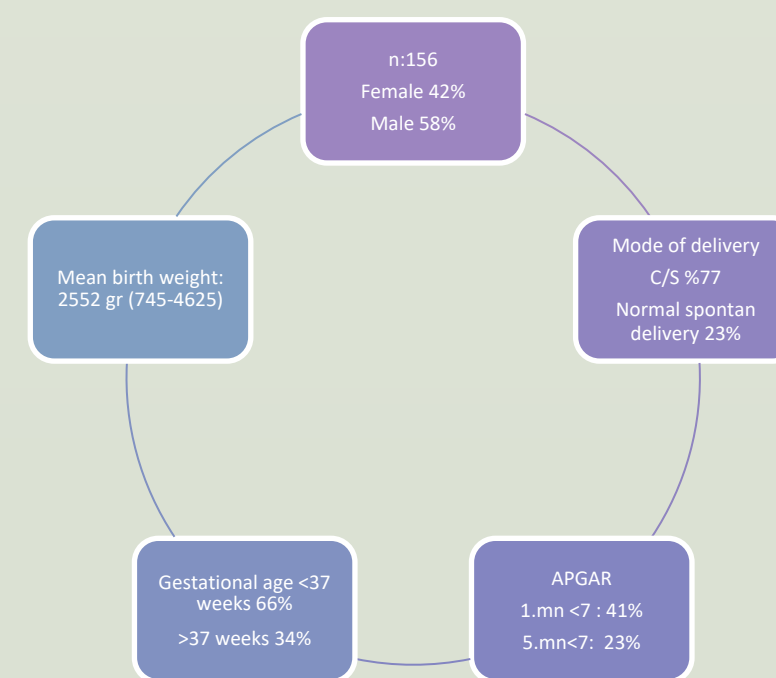 n:156
Female 42%
Male 58%
Mode of delivery
C/S %77
Normal spontan
delivery 23%
APGAR
1.mn <7 : 41%
5.mn<7:  23%
Gestational age <37
weeks 66%
>37 weeks 34%
Mean birth weight:
2552 gr (745-4625)